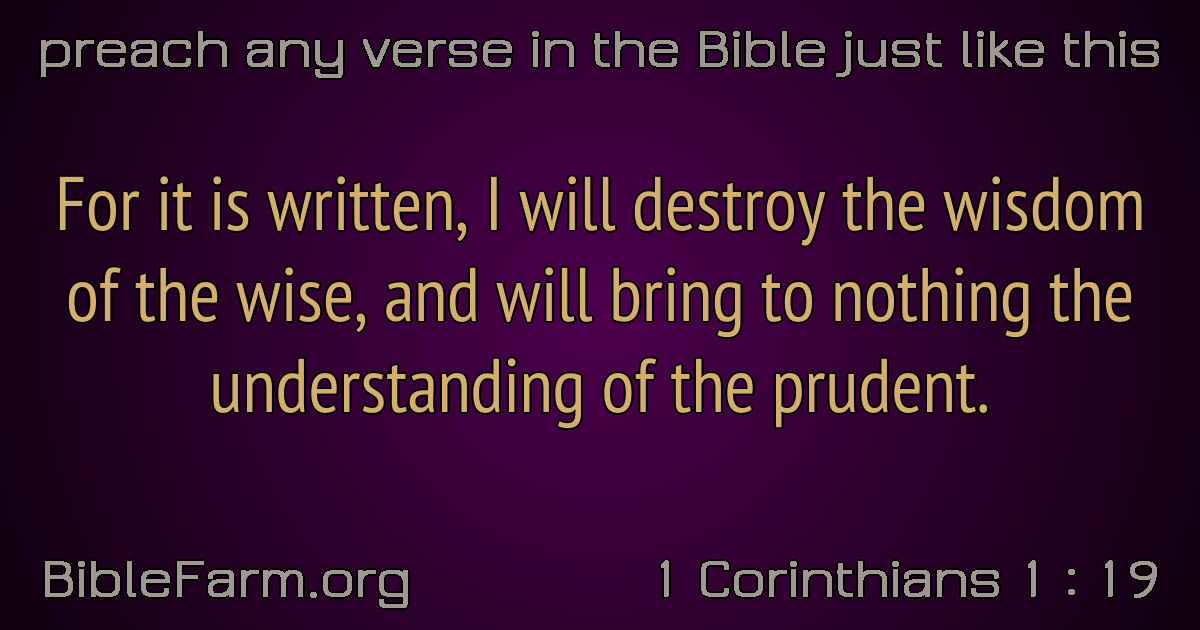 preach any verse in the Bible just like this
For it is written, I will destroy the wisdom
of the wise, and will bring to nothing the
understanding of the prudent.
BibleFarm.org
1 Corinthians 1 : 19